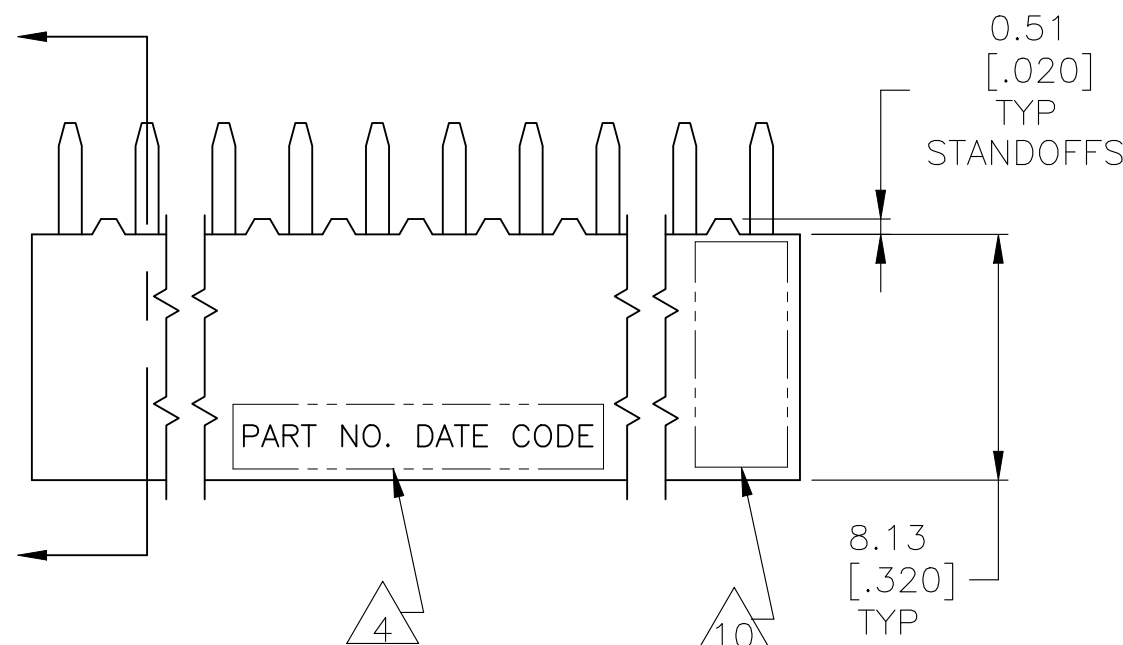 0.51
[.020]
TYP
STANDOFFS
PART NO. DATE CODE
8.13
[.320]
TYP
4
10